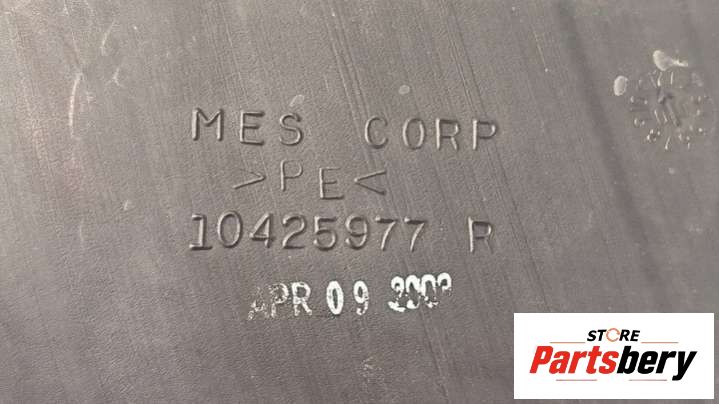 MES CORP
>PE<
10425977 R
APR 09
STORE
Partsbery